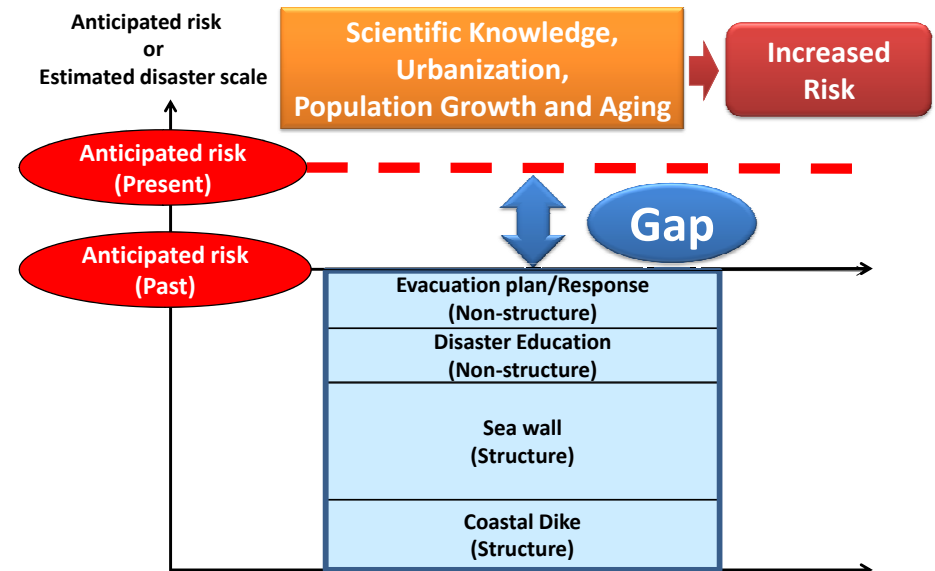 Anticipated risk
or
Estimated disaster scale
Scientific Knowledge,
Urbanization,
Population Growth and Aging
Increased
Risk
Anticipated risk
(Present)
Gap
Anticipated risk
(Past)
Evacuation plan/Response
(Non-structure)
Disaster Education
(Non-structure)
Sea wall
(Structure)
Coastal Dike
(Structure)